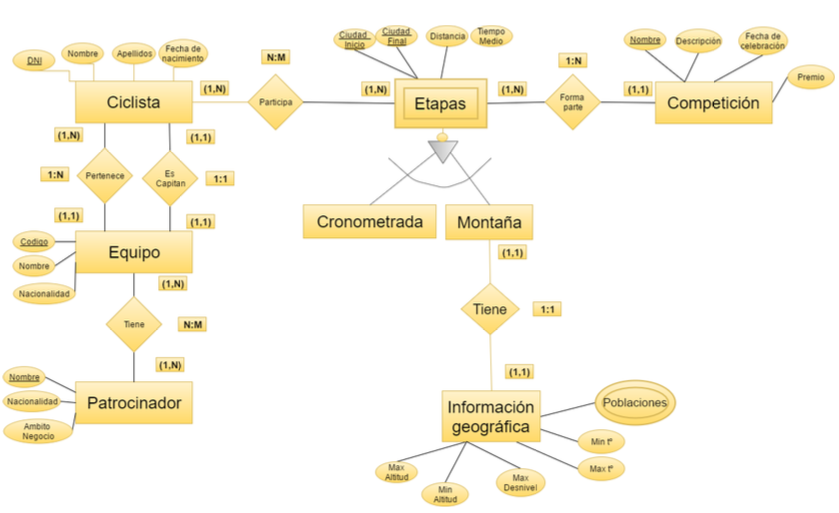 DNI
Nombre
Apellidos
Fecha de
nacimiento
Ciclista
(1,N)
N:M
Participa
(1,N)
Ciudad
Inicio
Ciudad
Final
Distancia
Tiempo
Medio
Etapas
(1,N)
1:N
Forma
parte
(1,1)
Nombre
Descripción
Fecha de
celebración
Premio
Competición
(1,N)
(1,1)
1:N
Pertenece
Es
Capitan
1:1
(1,1)
(1,1)
Cronometrada
Montaña
Codigo
Nombre
Nacionalidad
Equipo
(1,N)
(1,1)
Tiene
N:M
Tiene
1:1
(1,N)
(1,1)
Nombre
Nacionalidad
Ambito
Negocio
Patrocinador
Información
geográfica
Poblaciones
Min tº
Max tº
Max
Altitud
Min
Altitud
Max
Desnivel